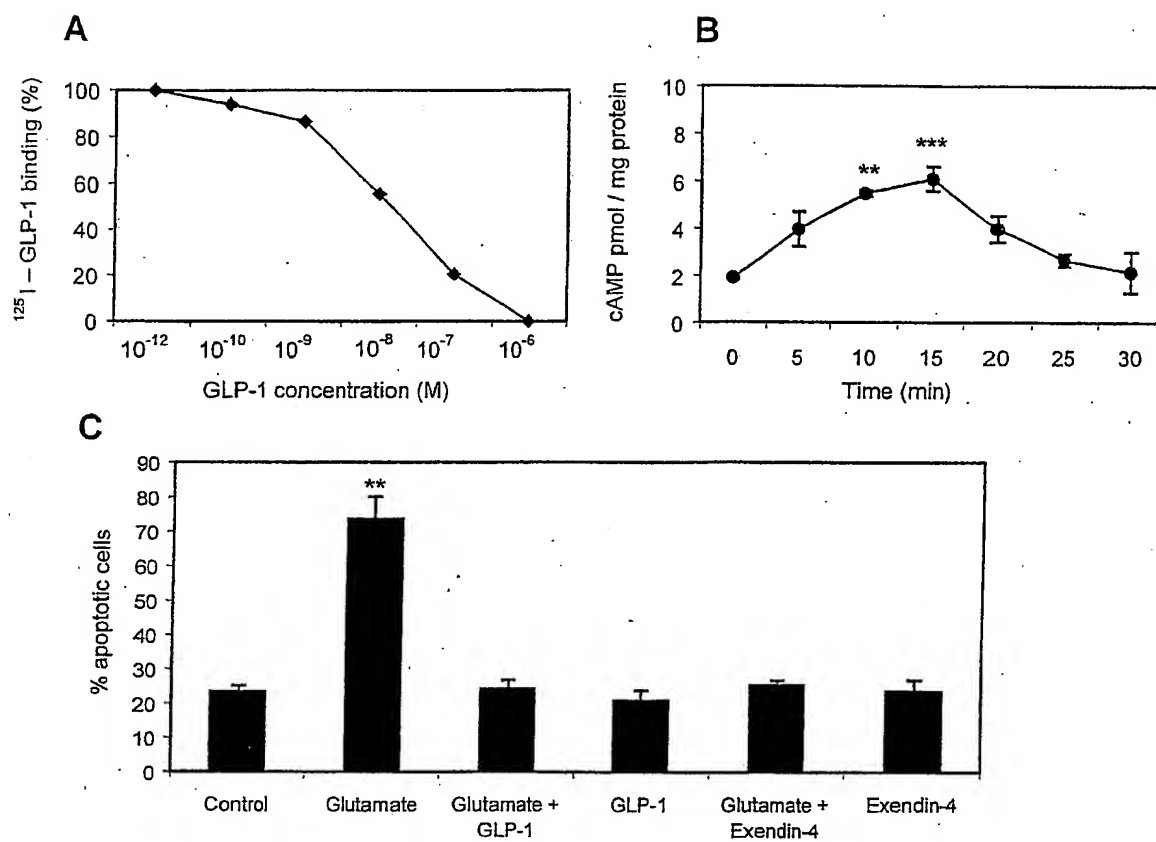 A
125I – GLP-1 binding (%)
100
80
60
40
20
0
10-12 10-10 10-9 10-8 10-7 10-6
GLP-1 concentration (M)
B
cAMP pmol / mg protein
10
8
6
4
2
0
** ***
0 5 10 15 20 25 30
Time (min)
C
% apoptotic cells
90
80
70
60
50
40
30
20
10
0
**
Control Glutamate Glutamate + GLP-1 Glutamate + Exendin-4
GLP-1 Exendin-4